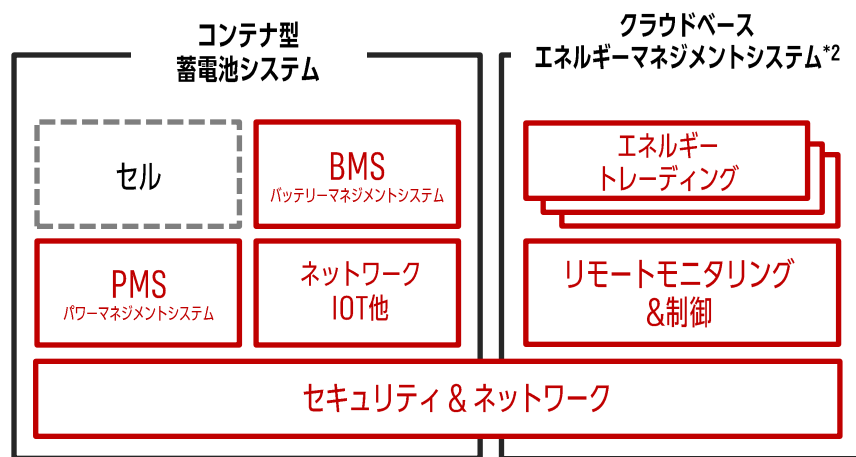 コンテナ型
蓄電池システム
クラウドベース
エネルギーマネジメントシステム*2
セル
BMS
バッテリーマネジメントシステム
エネルギー
トレーディング
PMS
パワーマネジメントシステム
ネットワーク
IOT他
リモートモニタリング
&制御
セキュリティ & ネットワーク